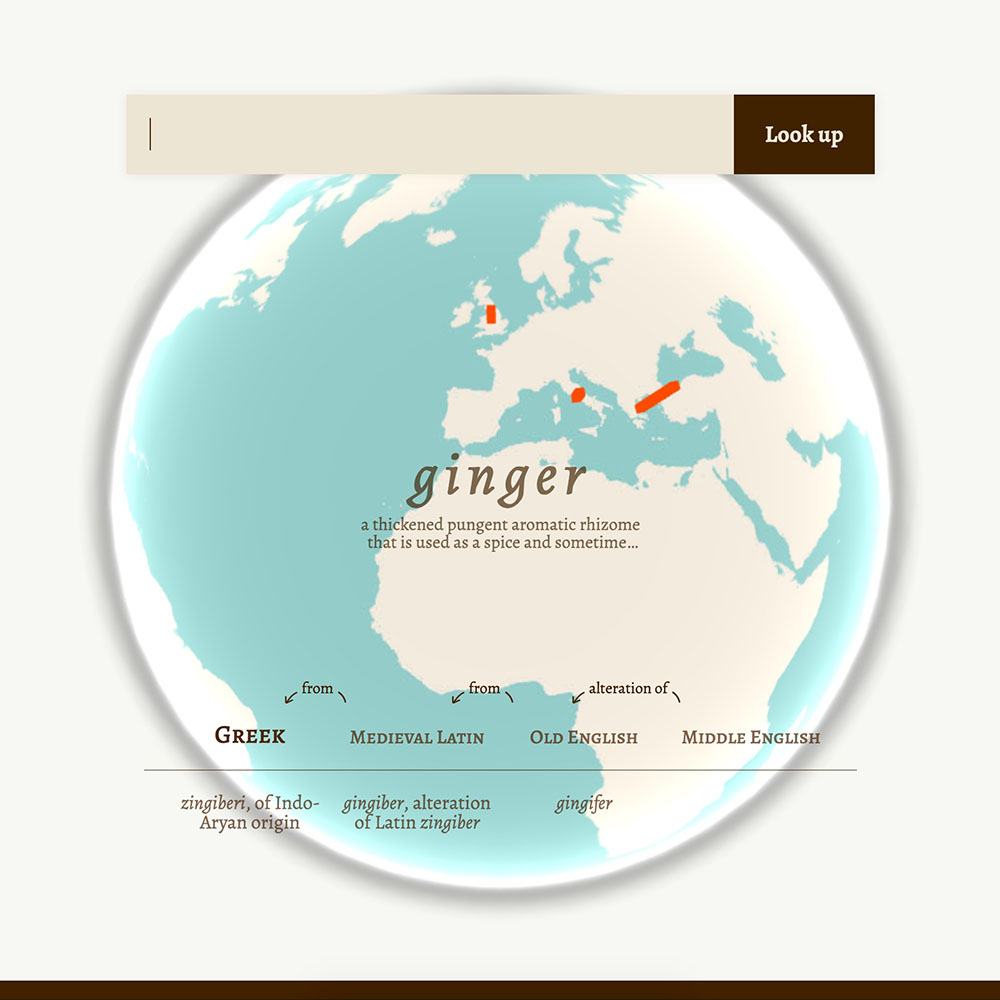 Look up
ginger
a thickened pungent aromatic rhizome
that is used as a spice and sometime...
from from alteration of
Greek Medieval Latin Old English Middle English
zingiberi, of Indo- gingiber, alteration gingifer
Aryan origin of Latin zingiber